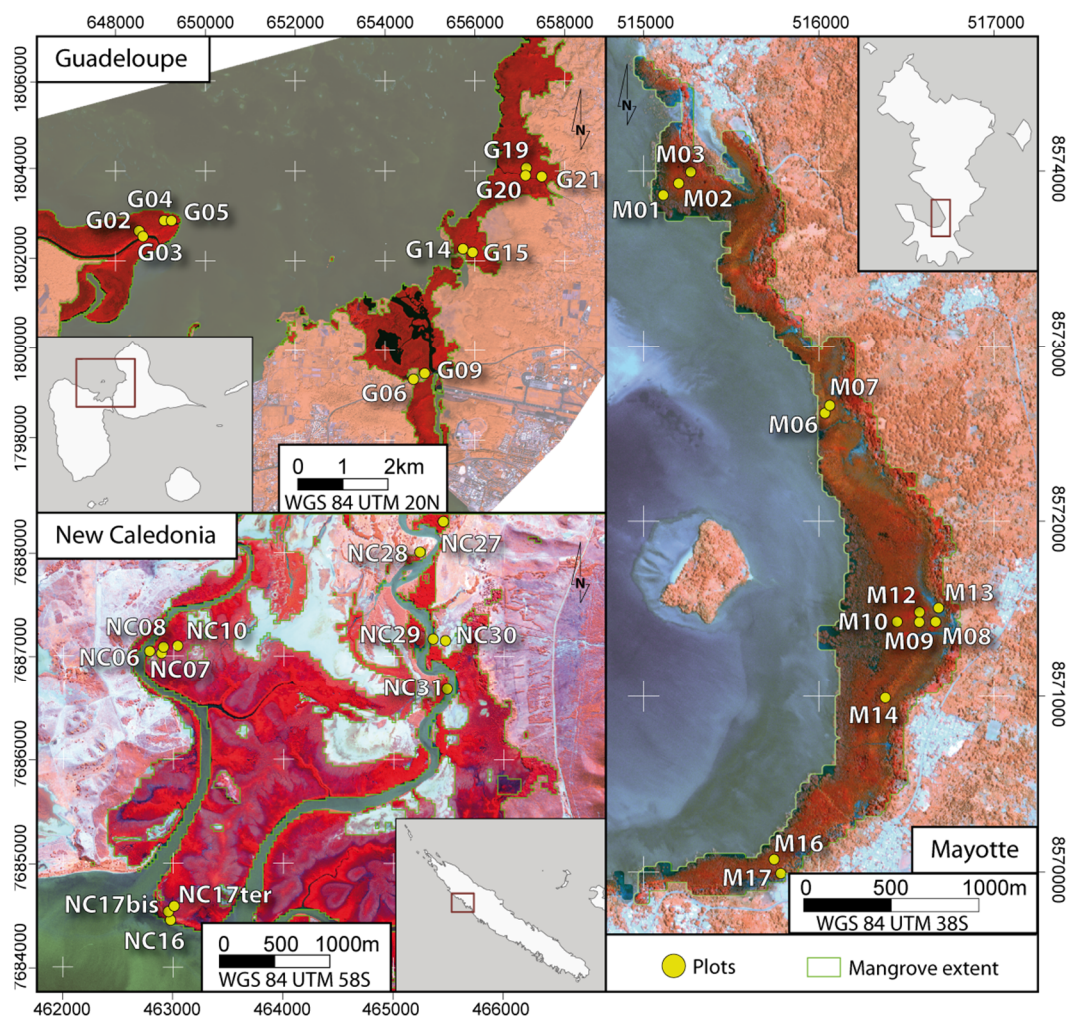 648000 650000 652000 654000 656000 658000
515000 516000 517000
Guadeloupe
1806000
1804000
1802000
1800000
1798000
N
G19
G20
G21
G04
G02
G05
G03
G14
G15
G09
G06
0 1 2km
WGS 84 UTM 20N
New Caledonia
7688000
7687000
7686000
7685000
7684000
N
NC27
NC28
NC29
NC30
NC31
NC08
NC10
NC06
NC07
NC17bis
NC17ter
NC16
0 500 1000m
WGS 84 UTM 58S
462000 463000 464000 465000 466000
N
M03
M02
M01
M07
M06
M12
M13
M10
M09
M08
M14
M16
M17
8574000
8573000
8572000
8571000
8570000
Mayotte
0 500 1000m
WGS 84 UTM 38S
Plots
Mangrove extent